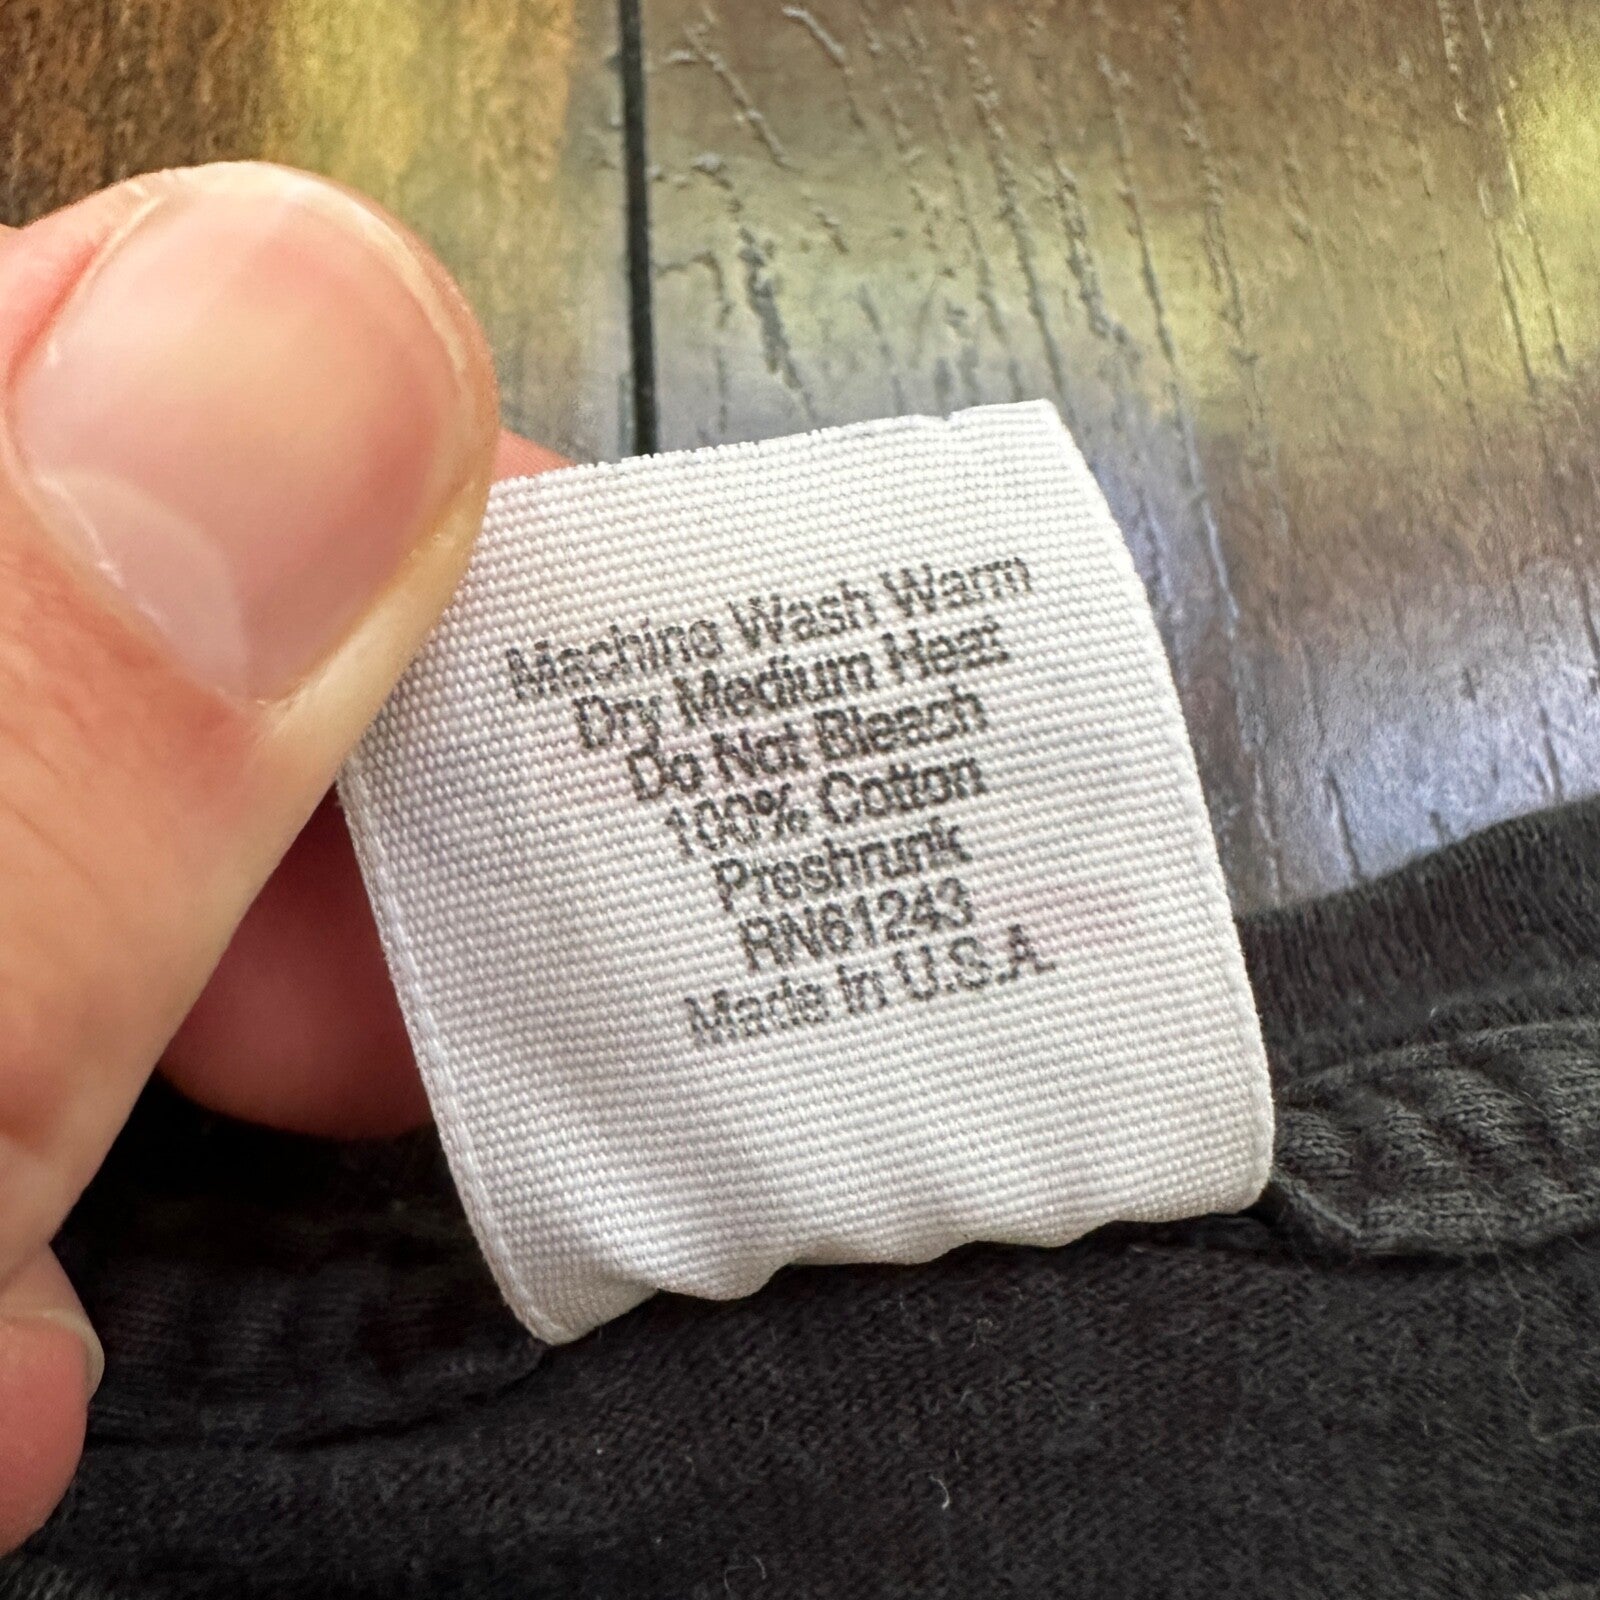 Machine Wash Warm
Dry Medium Heat
Do Not Bleach
100% Cotton
Preshrunk
RN61243
Made In U.S.A.